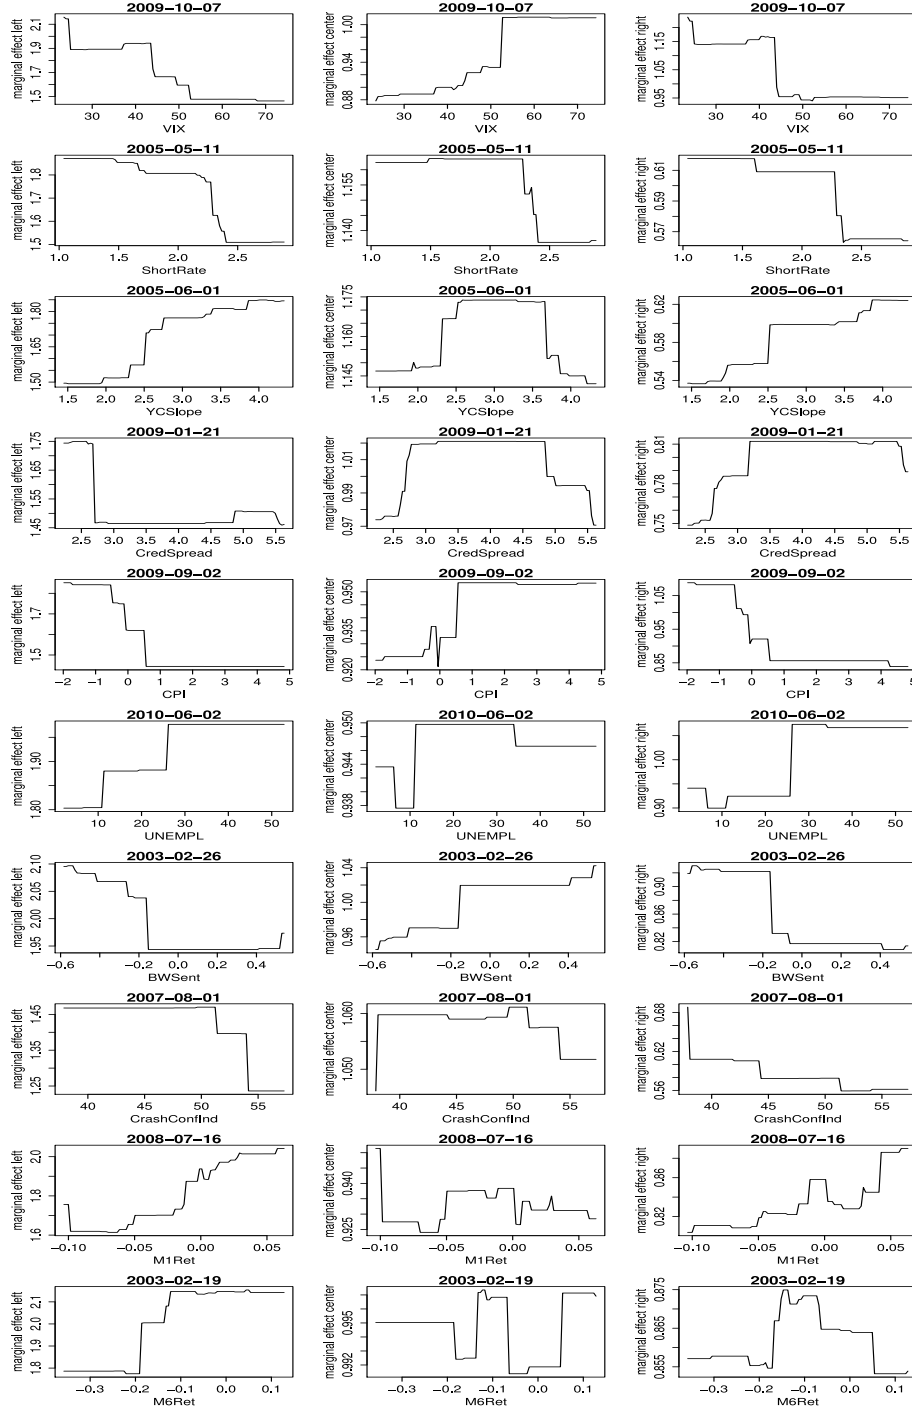 2009−10−07 2009−10−07 2009−10−07
marginal effect left 1.5 1.7 1.9 2.1 marginal effect center 0.88 0.94 1.00 marginal effect right 0.95 1.05 1.15
30 40 50 60 70 30 40 50 60 70 30 40 50 60 70
VIX VIX VIX
2005−05−11 2005−05−11 2005−05−11
marginal effect left 1.5 1.6 1.7 1.8 marginal effect center 1.140 1.155 marginal effect right 0.57 0.59 0.61
1.0 1.5 2.0 2.5 1.0 1.5 2.0 2.5 1.0 1.5 2.0 2.5
ShortRate ShortRate ShortRate
2005−06−01 2005−06−01 2005−06−01
marginal effect left 1.50 1.65 1.80 marginal effect center 1.145 1.160 1.175 marginal effect right 0.54 0.58 0.62
1.5 2.0 2.5 3.0 3.5 4.0 1.5 2.0 2.5 3.0 3.5 4.0 1.5 2.0 2.5 3.0 3.5 4.0
YCSlope YCSlope YCSlope
2009−01−21 2009−01−21 2009−01−21
marginal effect left 1.45 1.55 1.65 1.75 marginal effect center 0.97 0.99 1.01 marginal effect right 0.75 0.78 0.81
2.5 3.0 3.5 4.0 4.5 5.0 5.5 2.5 3.0 3.5 4.0 4.5 5.0 5.5 2.5 3.0 3.5 4.0 4.5 5.0 5.5
CredSpread CredSpread CredSpread
2009−09−02 2009−09−02 2009−09−02
marginal effect left 1.5 1.7 marginal effect center 0.920 0.935 0.950 marginal effect right 0.85 0.95 1.05
−2 −1 0 1 2 3 4 5 −2 −1 0 1 2 3 4 5 −2 −1 0 1 2 3 4 5
CPI CPI CPI
2010−06−02 2010−06−02 2010−06−02
marginal effect left 1.80 1.90 marginal effect center 0.938 0.944 0.950 marginal effect right 0.90 1.00
10 20 30 40 50 10 20 30 40 50 10 20 30 40 50
UNEMPL UNEMPL UNEMPL
2003−02−26 2003−02−26 2003−02−26
marginal effect left 1.95 2.00 2.05 2.10 marginal effect center 0.96 1.00 1.04 marginal effect right 0.82 0.86 0.90
−0.6 −0.4 −0.2 0.0 0.2 0.4 −0.6 −0.4 −0.2 0.0 0.2 0.4 −0.6 −0.4 −0.2 0.0 0.2 0.4
BWSent BWSent BWSent
2007−08−01 2007−08−01 2007−08−01
marginal effect left 1.25 1.35 1.45 marginal effect center 1.050 1.060 marginal effect right 0.56 0.62 0.68
40 45 50 55 40 45 50 55 40 45 50 55
CrashConfInd CrashConfInd CrashConfInd
2008−07−16 2008−07−16 2008−07−16
marginal effect left 1.6 1.8 2.0 marginal effect center 0.925 0.940 marginal effect right 0.82 0.86
−0.10 −0.05 0.00 0.05 −0.10 −0.05 0.00 0.05 −0.10 −0.05 0.00 0.05
M1Ret M1Ret M1Ret
2003−02−19 2003−02−19 2003−02−19
marginal effect left 1.8 1.9 2.0 2.1 marginal effect center 0.992 0.995 marginal effect right 0.855 0.865 0.875
−0.3 −0.2 −0.1 0.0 0.1 −0.3 −0.2 −0.1 0.0 0.1 −0.3 −0.2 −0.1 0.0 0.1
M6Ret M6Ret M6Ret